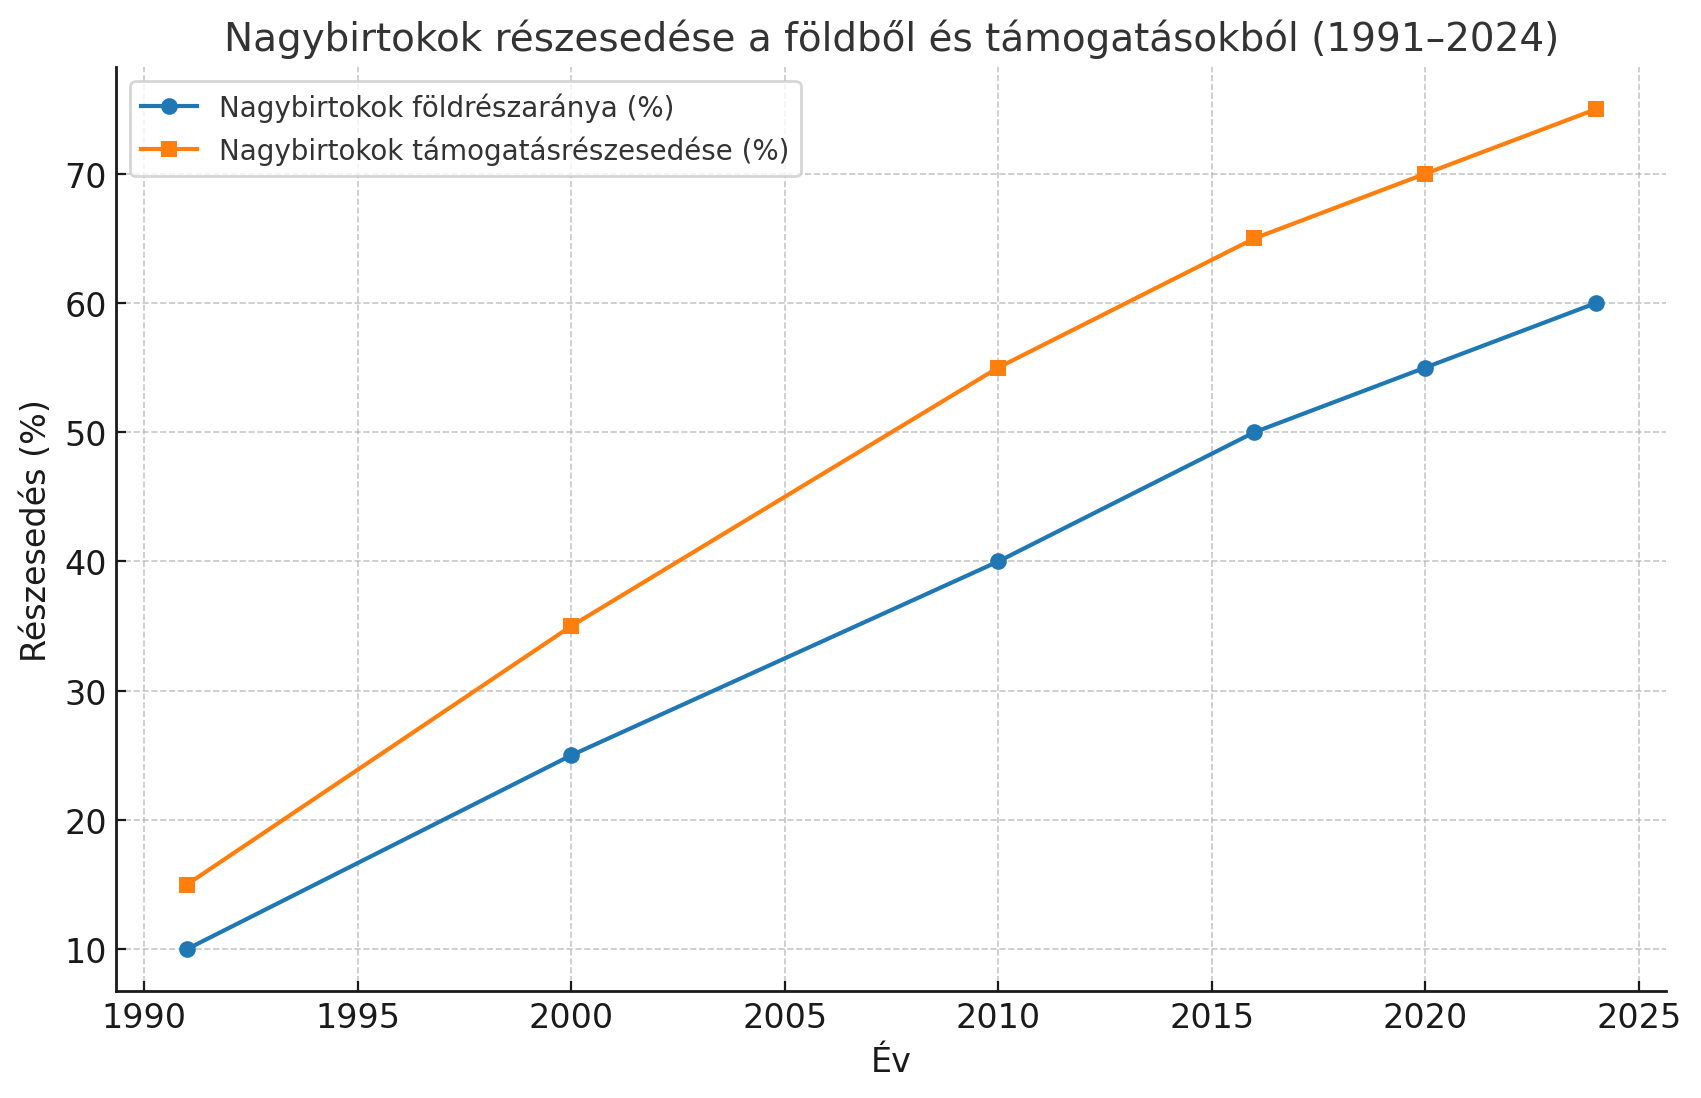 Nagybirtokok részesedése a földből és támogatásokból (1991–2024)
Nagybirtokok földrészaránya (%)
Nagybirtokok támogatásrészesedése (%)
Részesedés (%)
70
60
50
40
30
20
10
1990 1995 2000 2005 2010 2015 2020 2025
Év